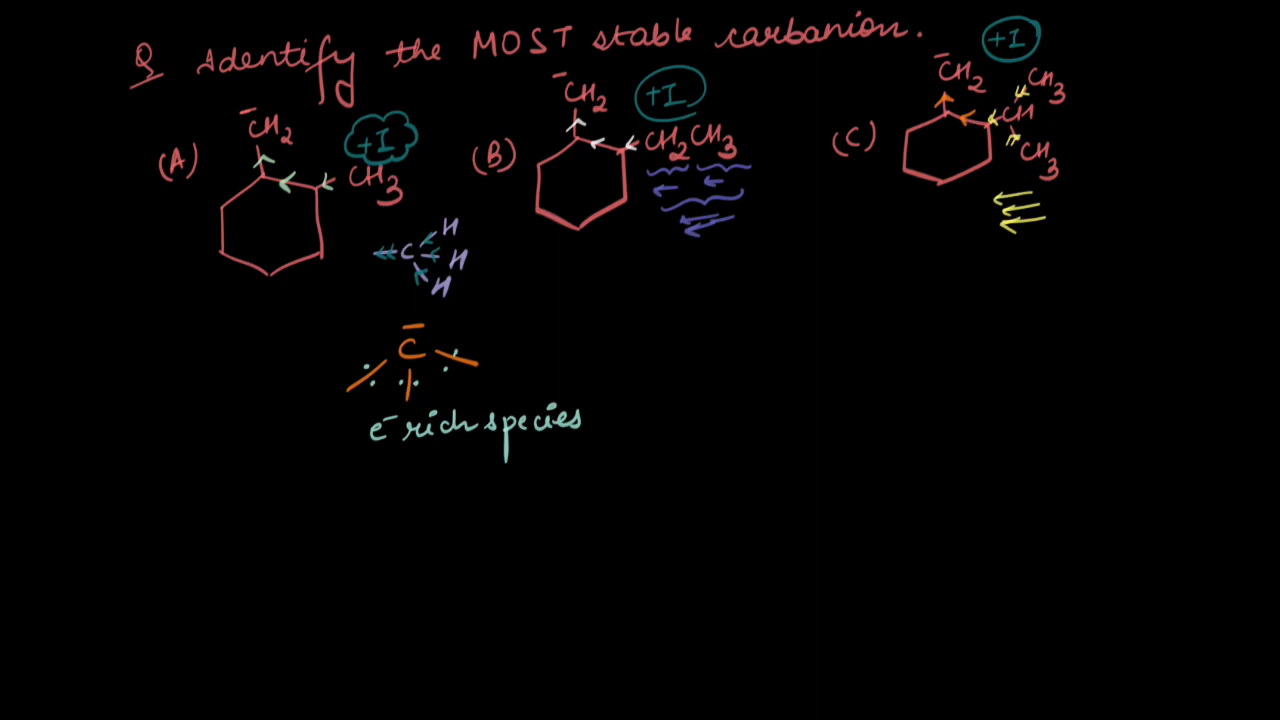 Q Identify the MOST stable carbanion.
(A) ⁻CH₂ CH₃ +I
(B) ⁻CH₂ CH₂CH₃ +I
(C) ⁻CH₂ CH CH₃ CH₃ +I
C H H H
C⁻
e⁻ rich species